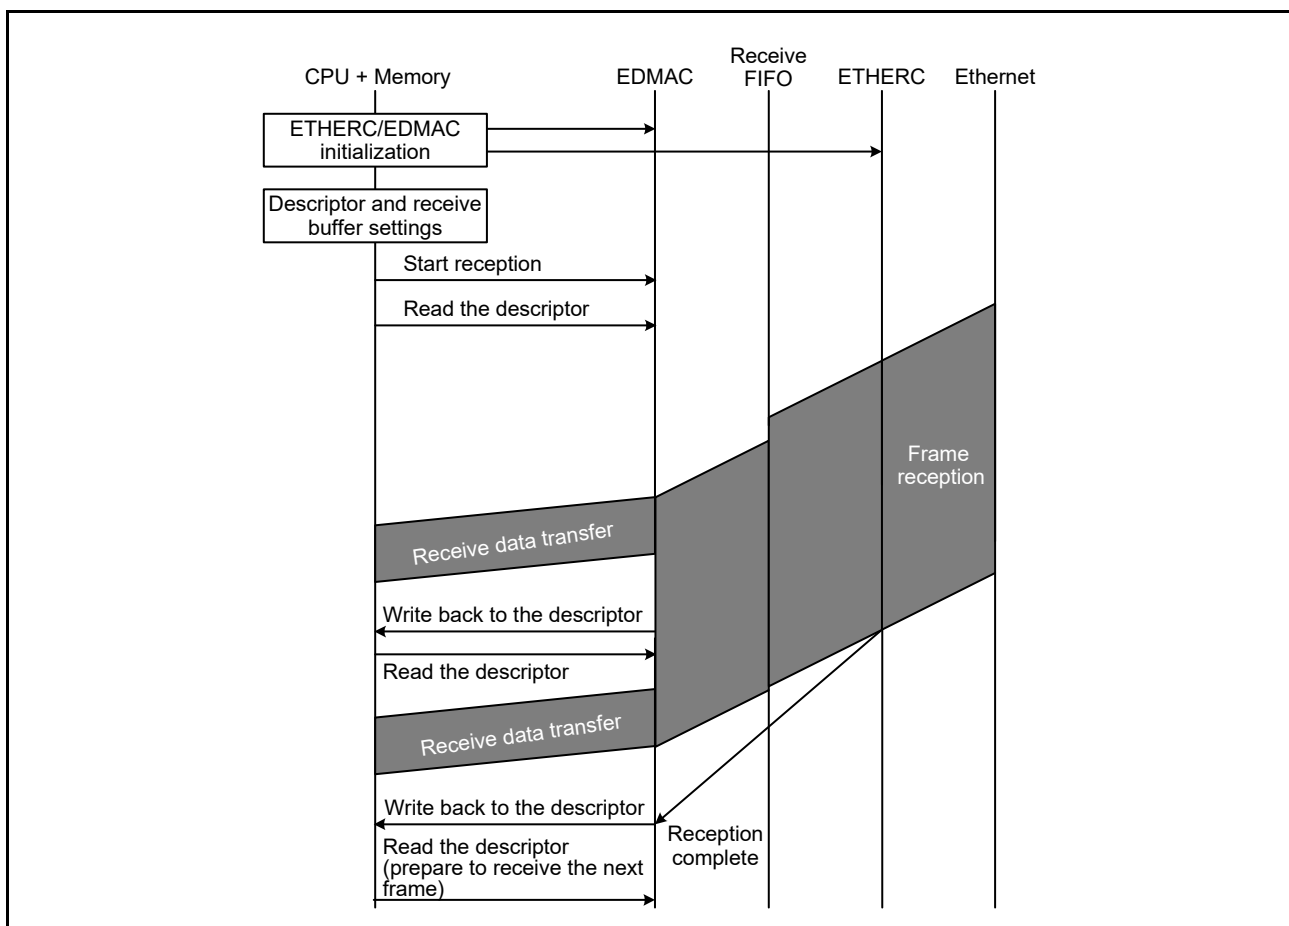 Receive
CPU + Memory EDMAC FIFO ETHERC Ethernet
ETHERC/EDMAC
initialization
Descriptor and receive
buffer settings
Start reception
Read the descriptor
Frame
reception
Receive data transfer
Write back to the descriptor
Read the descriptor
Receive data transfer
Write back to the descriptor
Reception
complete
Read the descriptor
(prepare to receive the next
frame)